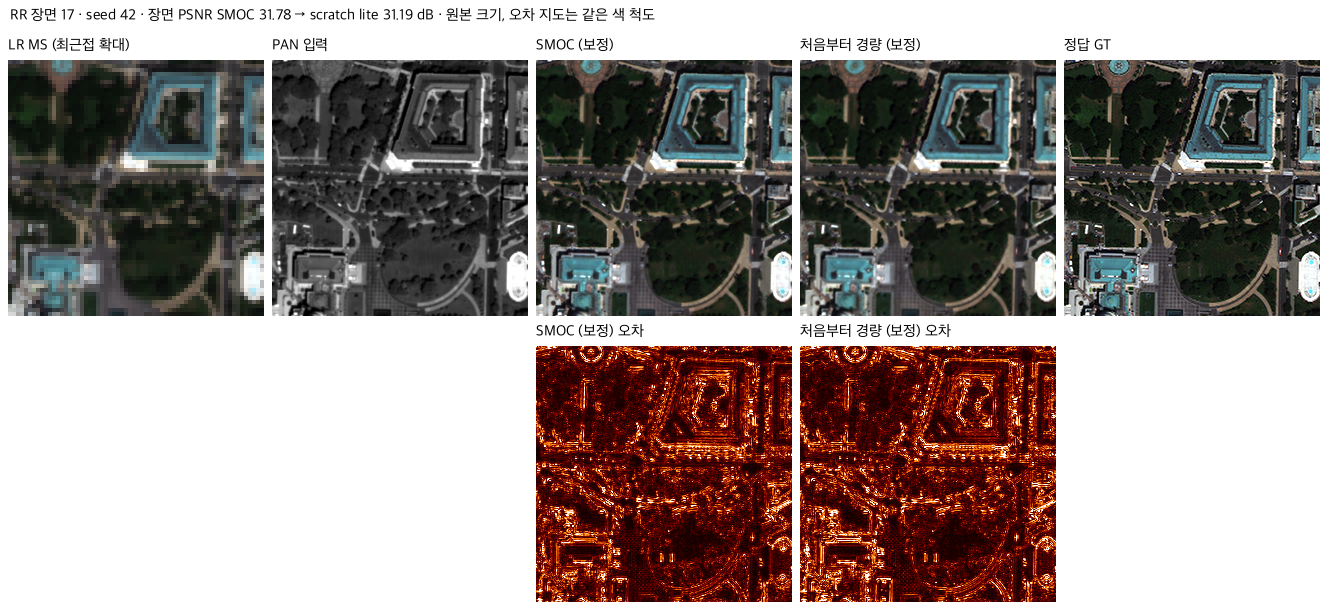 RR 장면 17 · seed 42 · 장면 PSNR SMOC 31.78 → scratch lite 31.19 dB · 원본 크기, 오차 지도는 같은 색 척도
LR MS (최근접 확대)
PAN 입력
SMOC (보정)
처음부터 경량 (보정)
정답 GT
SMOC (보정) 오차
처음부터 경량 (보정) 오차